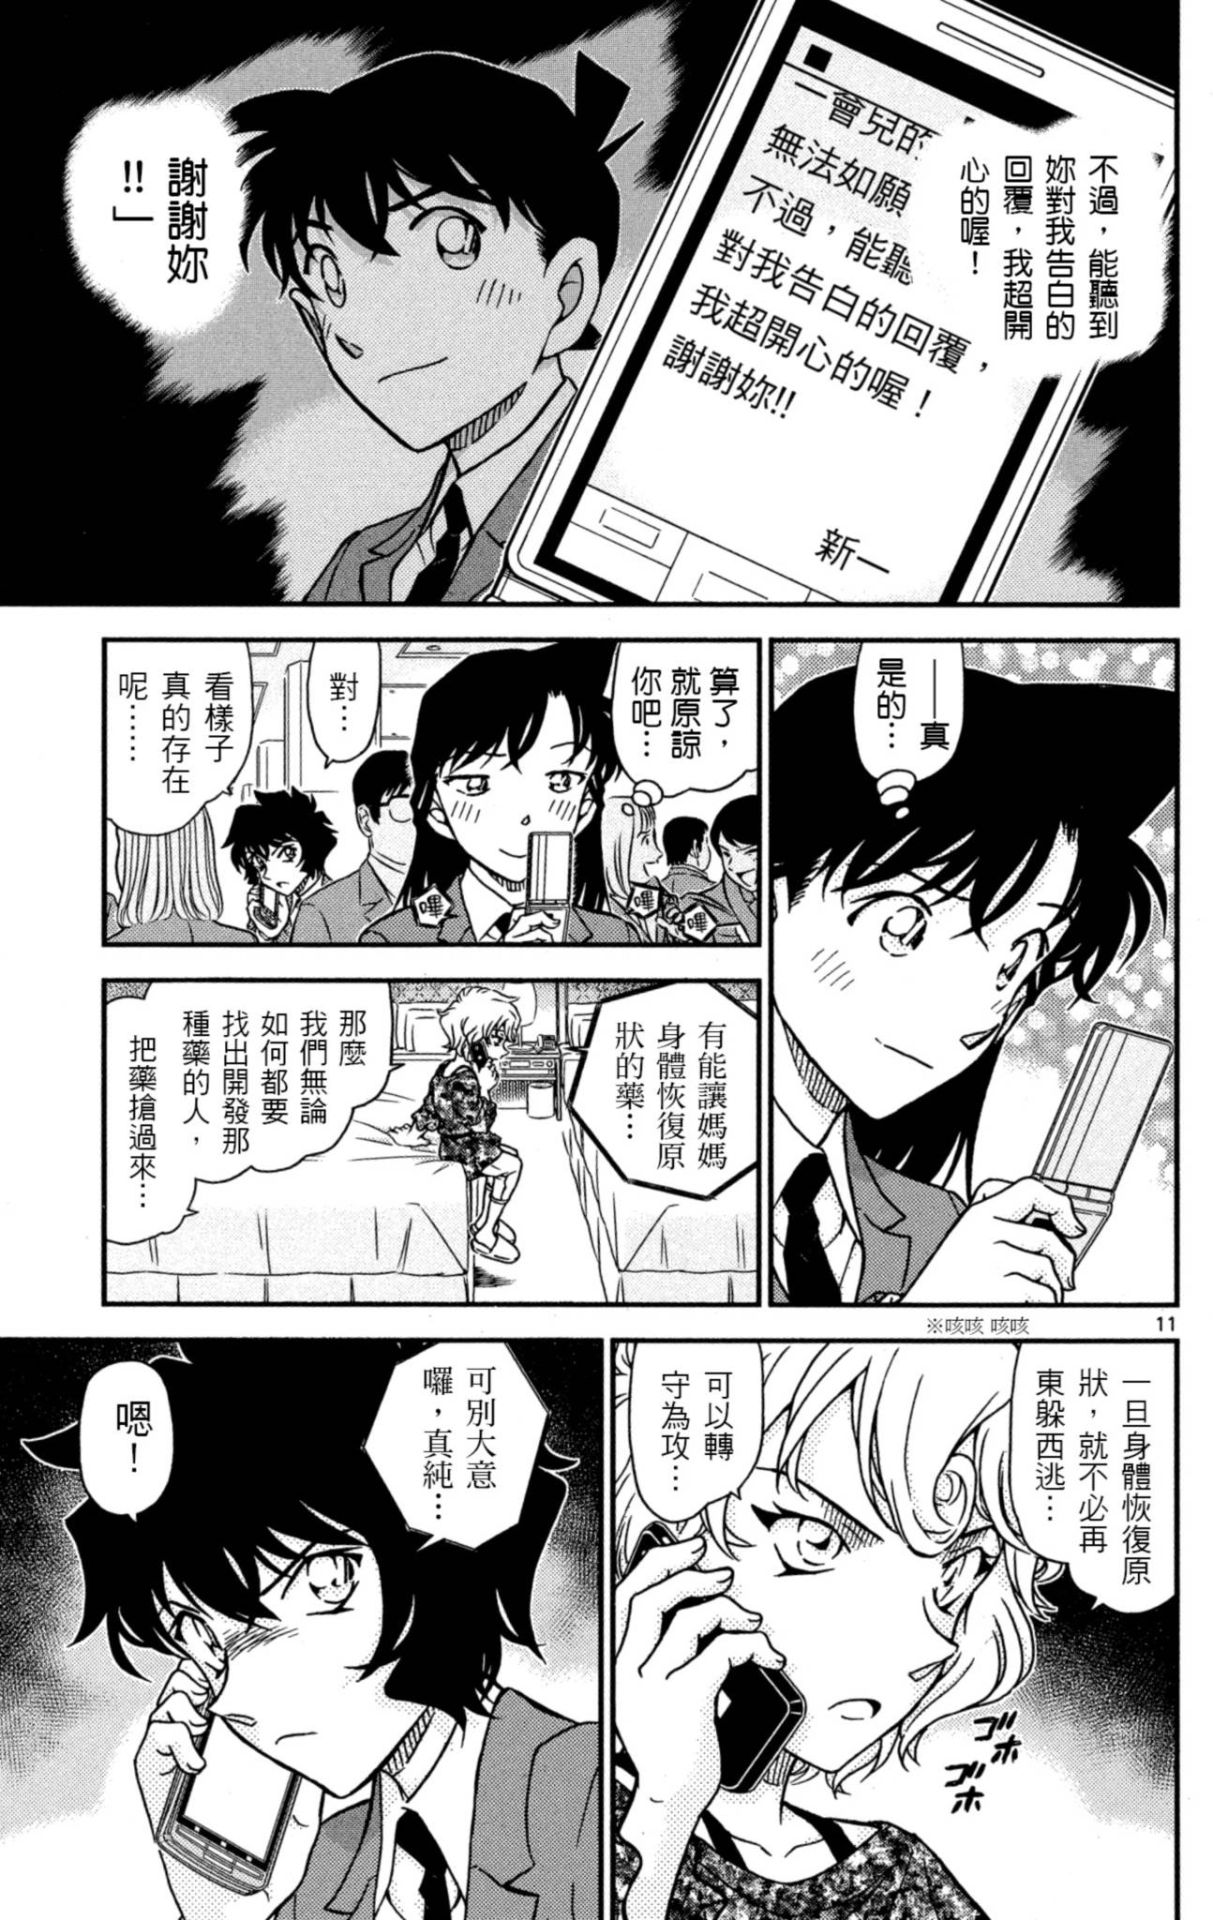 不過，能聽到
妳對我告白的
回覆，我超開
心的喔！
一會兒的
無法如願
不過，能聽
對我告白的回覆，
我超開心的喔！
謝謝妳!!
新一
謝謝妳
!!」
──真
是的…
算了，
就原諒
你吧…
嗶
嗶
嗶
對…
看樣子
真的存在
呢……
有能讓媽媽
身體恢復原
狀的藥…
那麼
我們無論
如何都要
找出開發那
種藥的人，
把藥搶過來…
11
※咳咳 咳咳
一旦身體恢復原
狀，就不必再
東躲西逃…
可以轉
守為攻…
ゴホ
ゴホ
可別大意
囉，真純…
嗯！